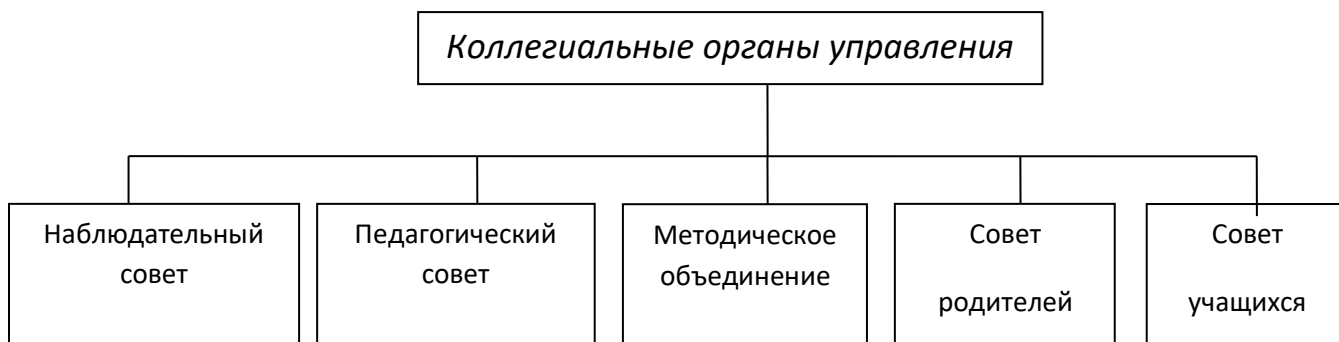 Коллегиальные органы управления
Наблюдательный
совет
Педагогический
совет
Методическое
объединение
Совет
родителей
Совет
учащихся